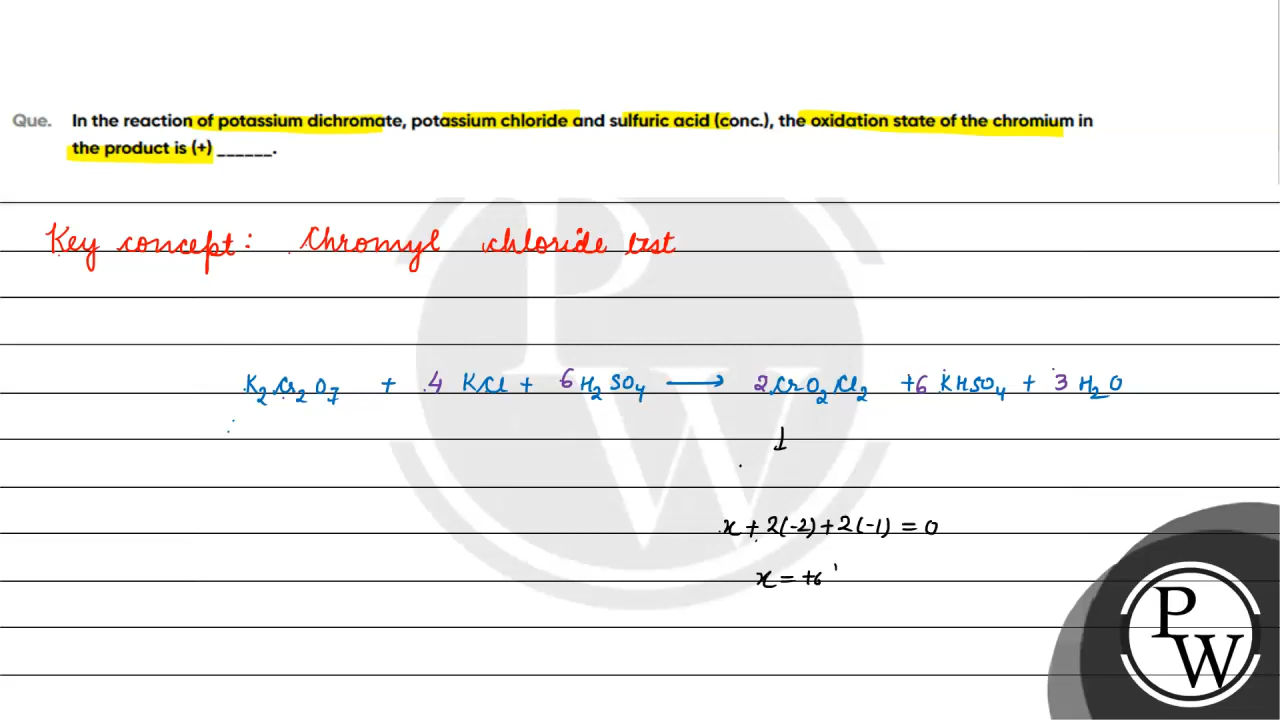 Que. In the reaction of potassium dichromate, potassium chloride and sulfuric acid (conc.), the oxidation state of the chromium in
the product is (+) ______.
Key concept: Chromyl chloride test
K₂Cr₂O₇ + 4 KCl + 6 H₂SO₄ ⟶ 2CrO₂Cl₂ + 6 KHSO₄ + 3 H₂O
↓
x + 2(-2) + 2(-1) = 0
x = +6
P
W